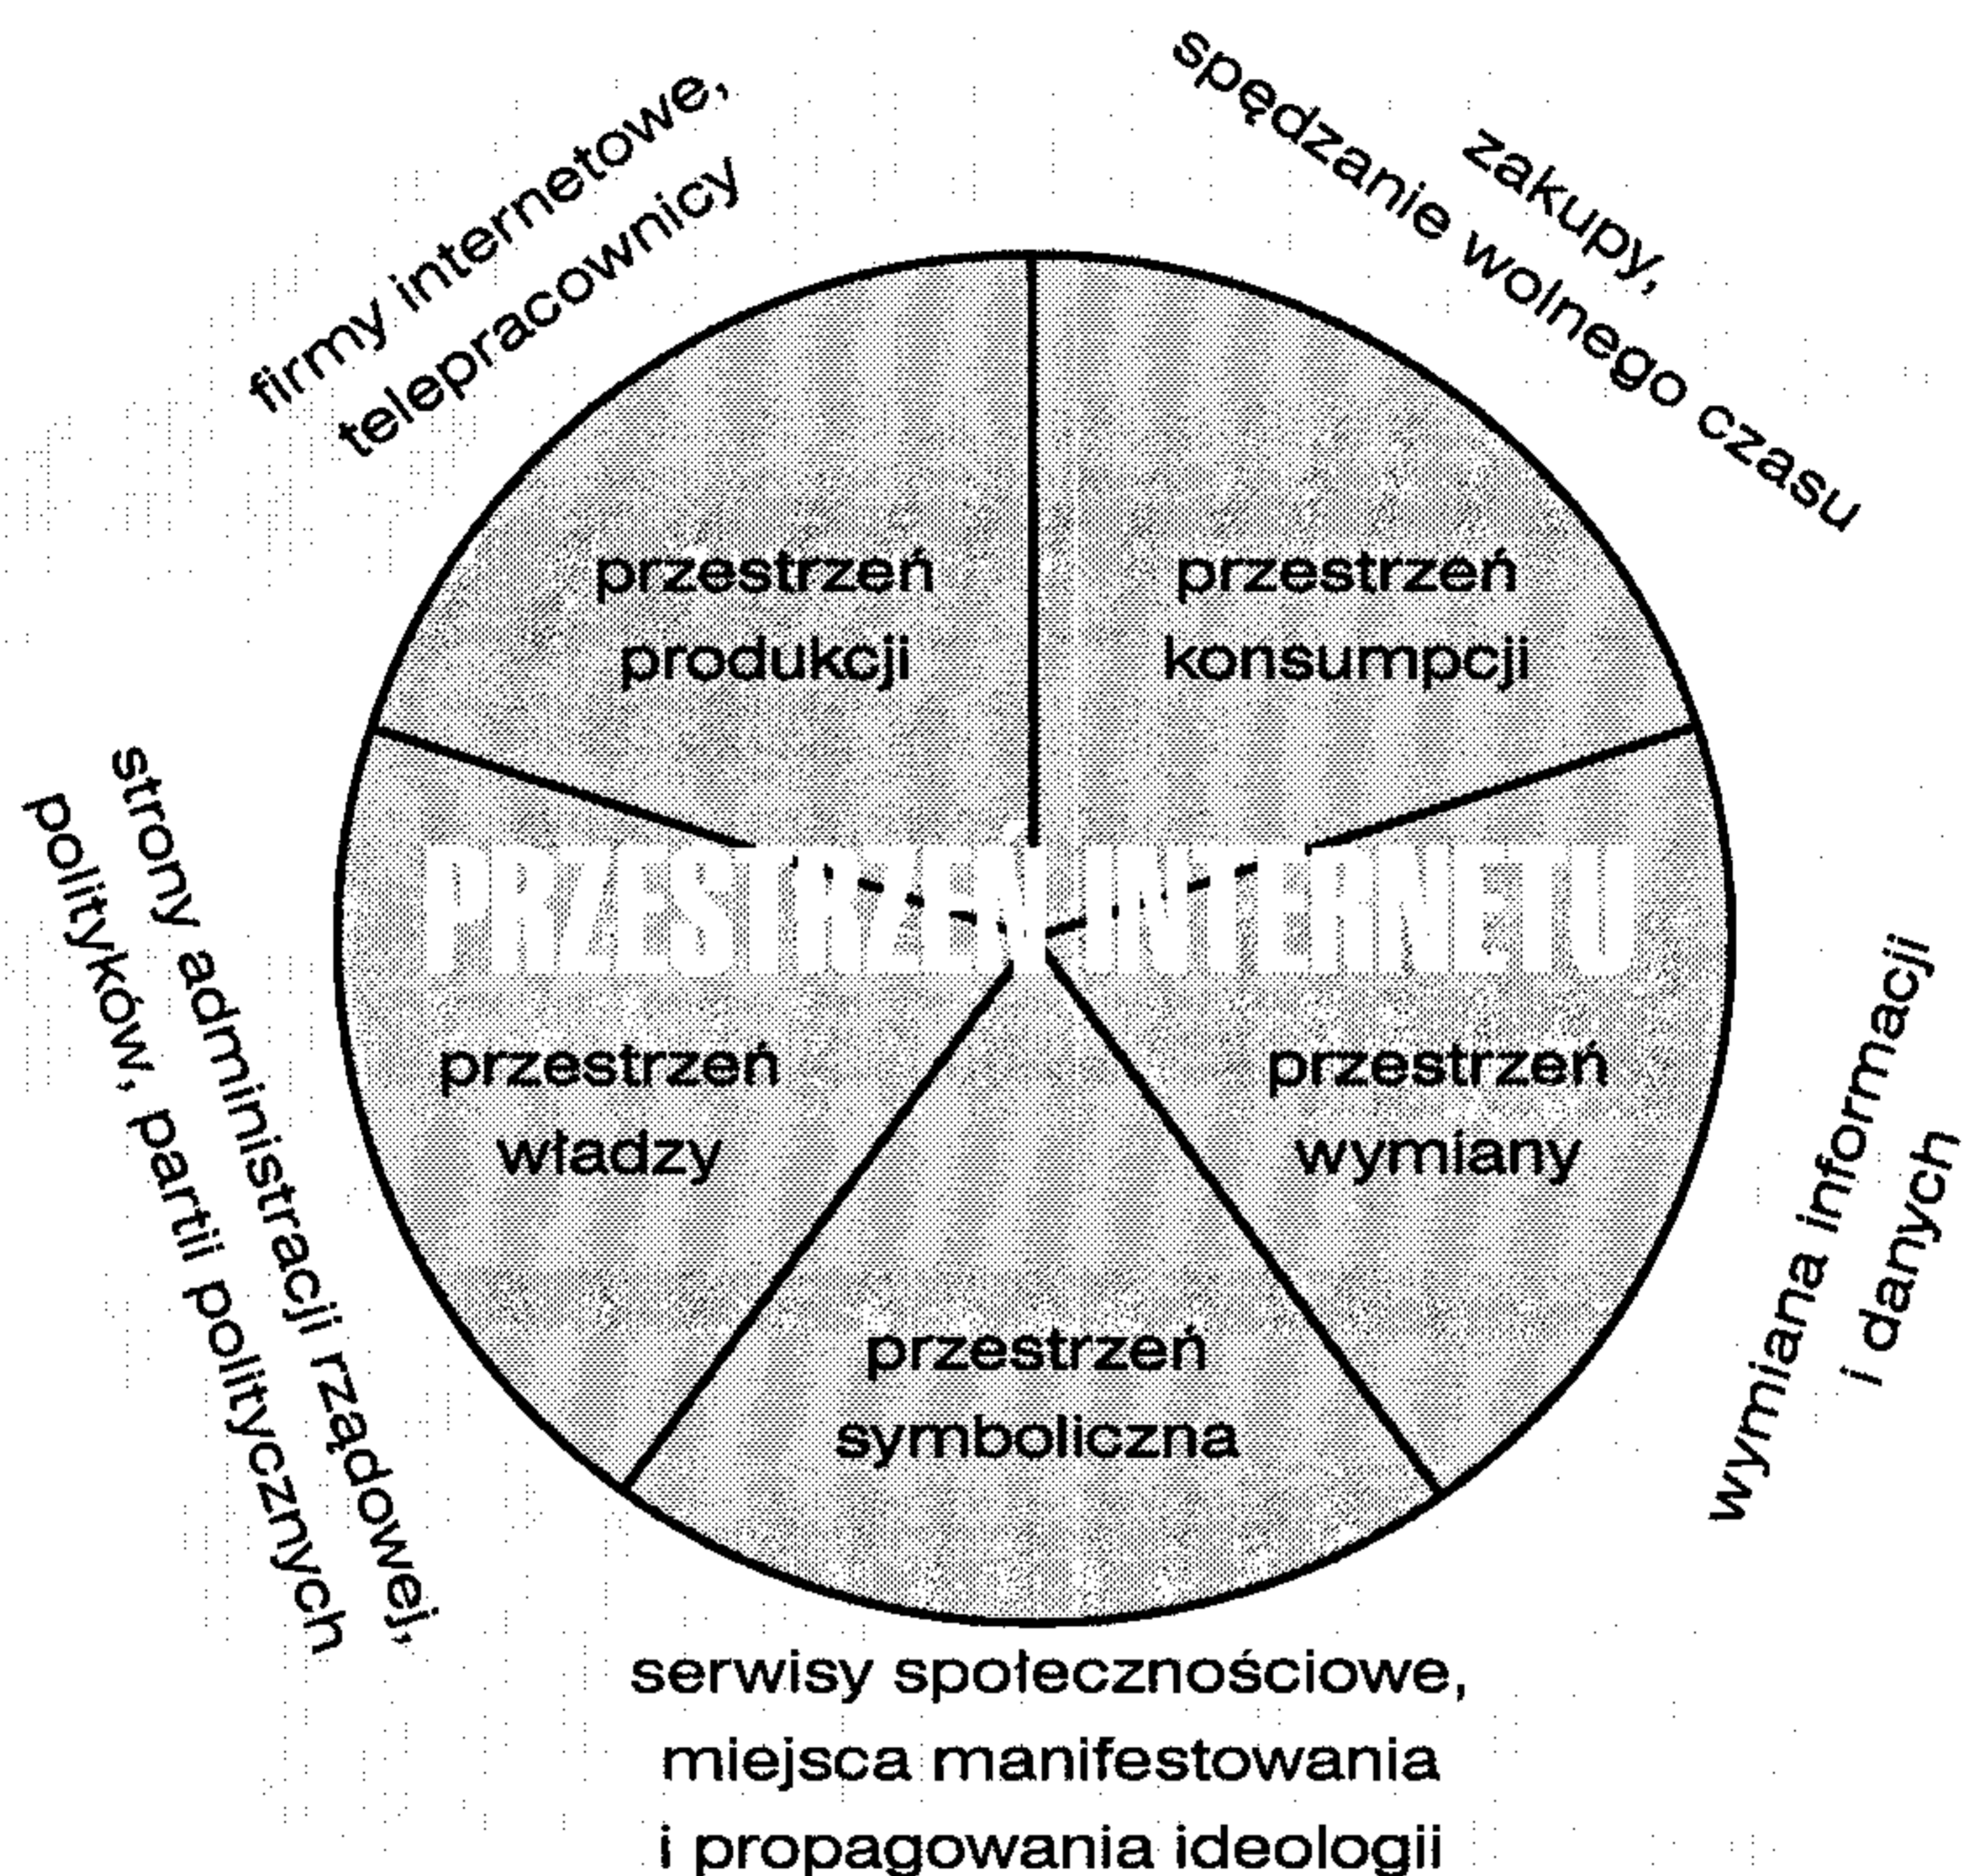 firmy internetowe,
telepracownicy
zakupy,
spędzanie wolnego czasu
przestrzeń
produkcji
przestrzeń
konsumpcji
PRZESTRZEŃ INTERNETU
przestrzeń
władzy
przestrzeń
wymiany
przestrzeń
symboliczna
strony administracji rządowej,
polityków, partii politycznych
wymiana informacji
i danych
serwisy społecznościowe,
miejsca manifestowania
i propagowania ideologii